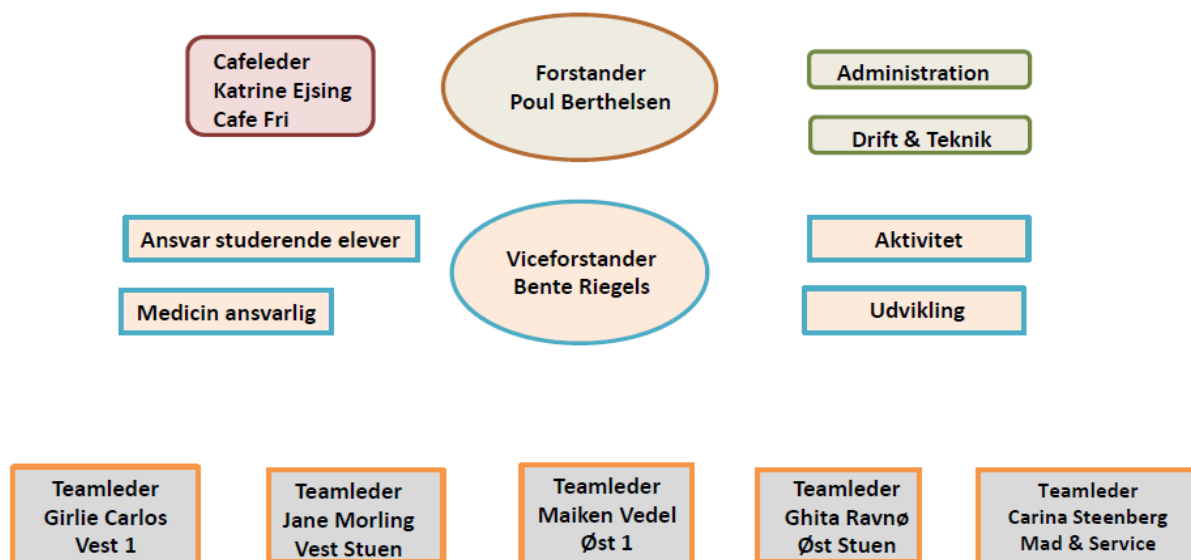 Cafeleder
Katrine Ejsing
Cafe Fri
Forstander
Poul Berthelsen
Administration
Drift & Teknik
Ansvar studerende elever
Medicin ansvarlig
Viceforstander
Bente Riegels
Aktivitet
Udvikling
Teamleder
Girlie Carlos
Vest 1
Teamleder
Jane Morling
Vest Stuen
Teamleder
Maiken Vedel
Øst 1
Teamleder
Ghita Ravnø
Øst Stuen
Teamleder
Carina Steenberg
Mad & Service